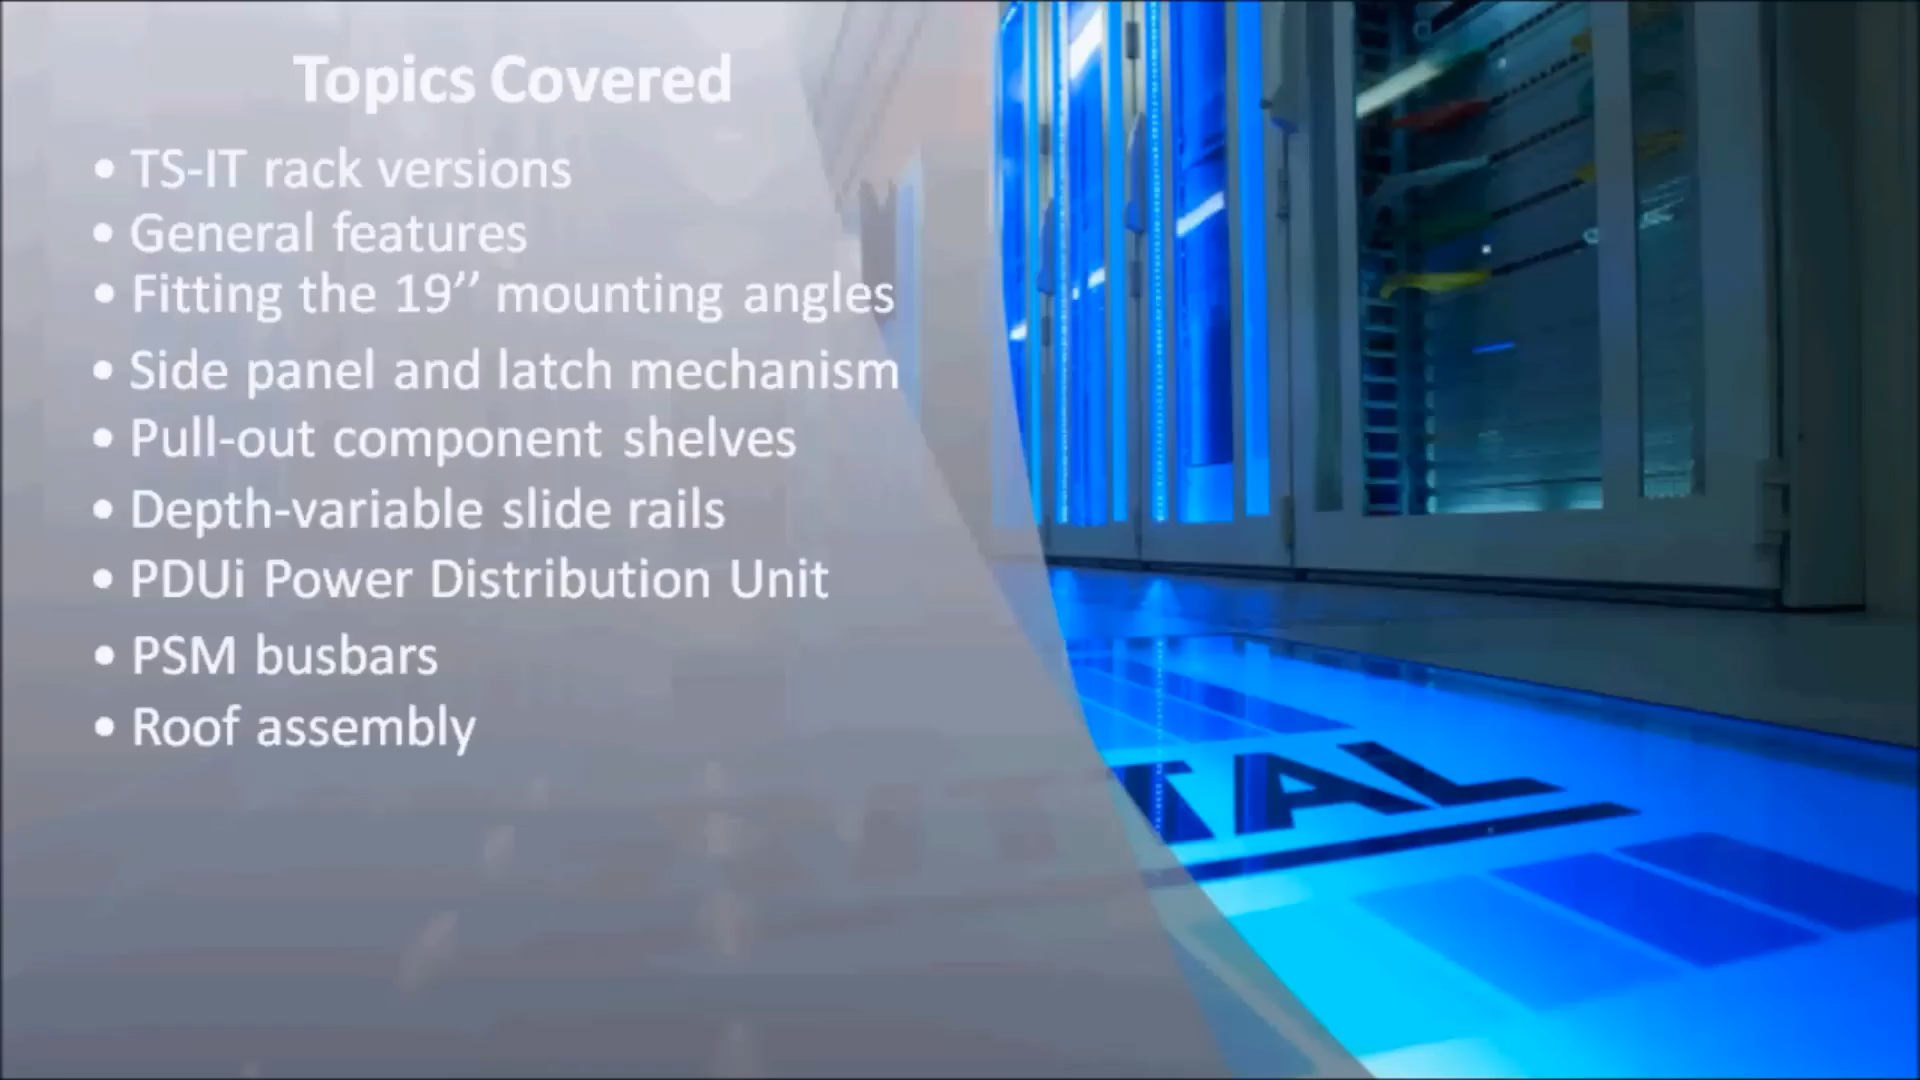 Topics Covered
• TS-IT rack versions
• General features
• Fitting the 19’’ mounting angles
• Side panel and latch mechanism
• Pull-out component shelves
• Depth-variable slide rails
• PDUi Power Distribution Unit
• PSM busbars
• Roof assembly
TAL